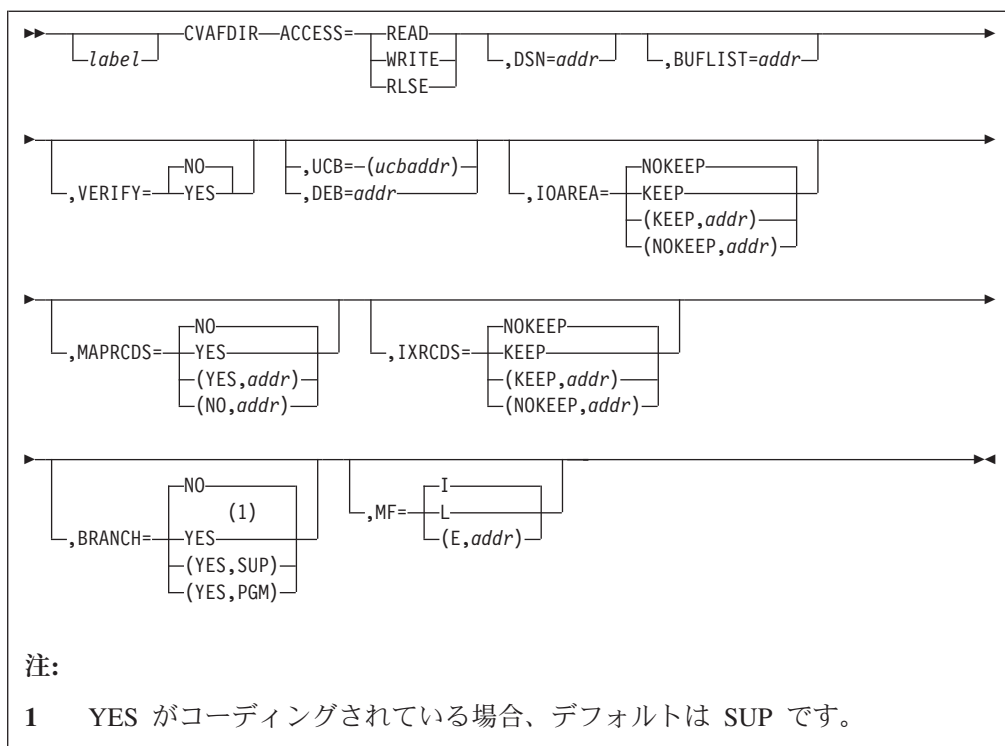 label CVAFDIR ACCESS= READ ,DSN=addr ,BUFLIST=addr
WRITE
RLSE
NO ,UCB= (ucbaddr) NOKEEP
,VERIFY= YES ,DEB=addr ,IOAREA= KEEP
(KEEP,addr)
(NOKEEP,addr)
NO NOKEEP
,MAPRCDS= YES ,IXRCDS= KEEP
(YES,addr) (KEEP,addr)
(NO,addr) (NOKEEP,addr)
NO I
(1) ,MF= L
,BRANCH= YES (E,addr)
(YES,SUP)
(YES,PGM)
注:
1 YES がコーディングされている場合、デフォルトは SUP です。